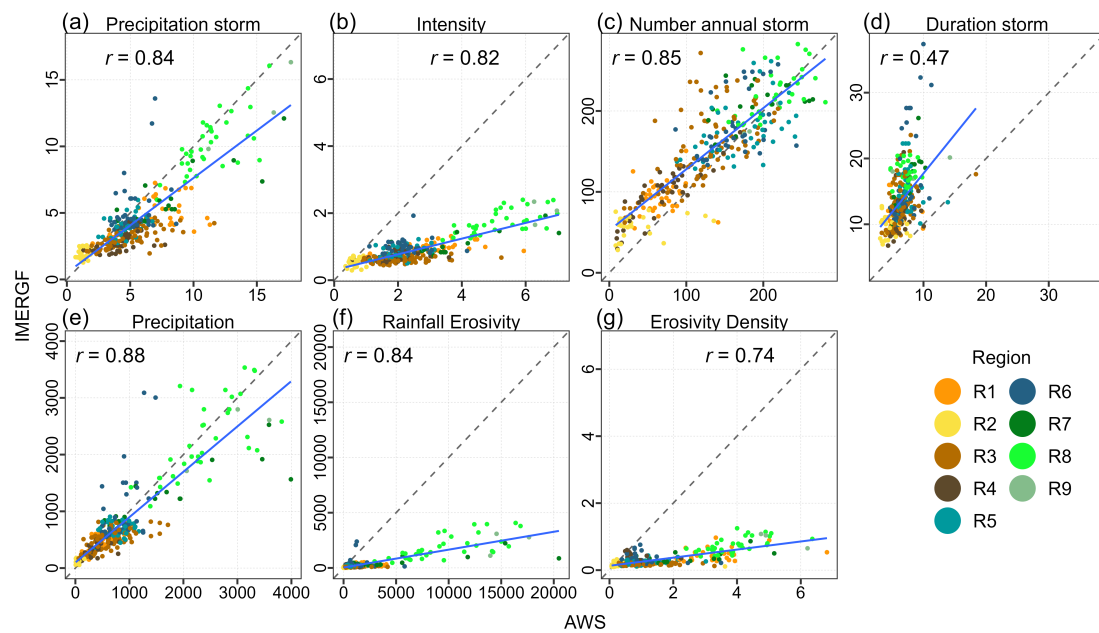 (a) Precipitation storm
r = 0.84
15
10
5
0
0 5 10 15
(b) Intensity
r = 0.82
6
4
2
0
0 2 4 6
(c) Number annual storm
r = 0.85
200
100
0
0 100 200
(d) Duration storm
r = 0.47
30
20
10
10 20 30
IMERGF
(e) Precipitation
r = 0.88
4000
3000
2000
1000
0
0 1000 2000 3000 4000
(f) Rainfall Erosivity
r = 0.84
20000
15000
10000
5000
0
0 5000 10000 15000 20000
(g) Erosivity Density
r = 0.74
6
4
2
0
0 2 4 6
AWS
Region
R1 R6
R2 R7
R3 R8
R4 R9
R5